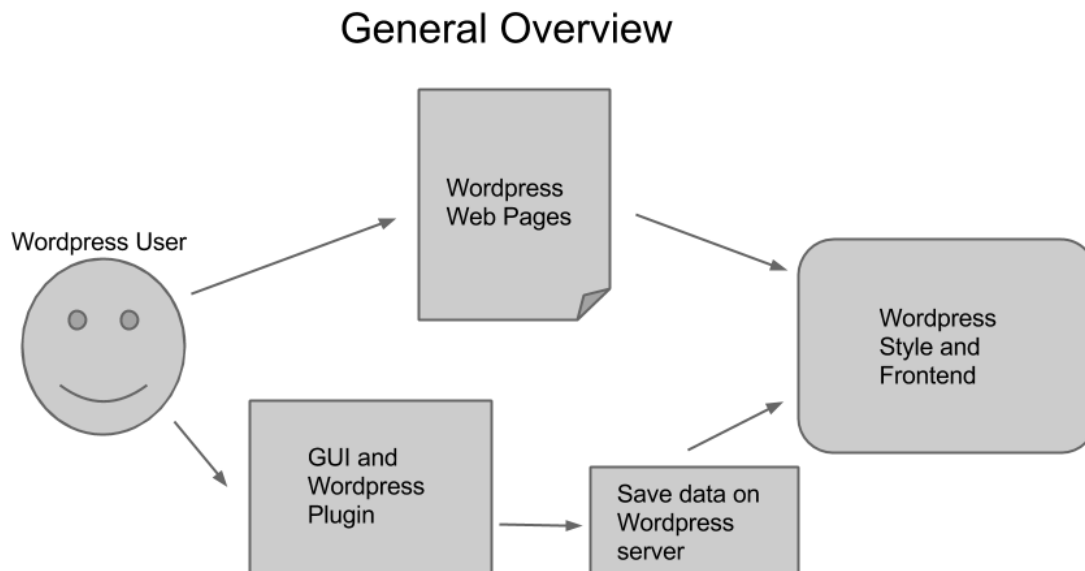 General Overview
Wordpress
Web Pages
Wordpress User
Wordpress
Style and
Frontend
GUI and
Wordpress
Plugin
Save data on
Wordpress
server